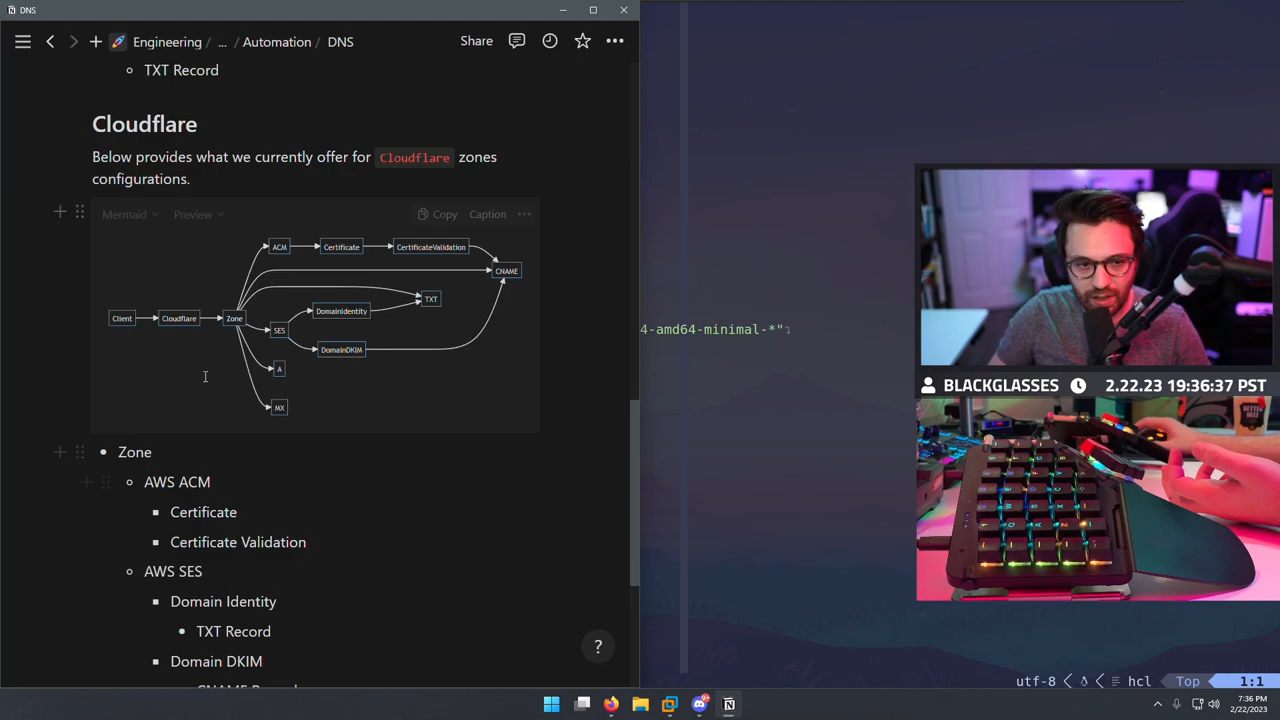 DNS
Engineering / ... / Automation / DNS
Share
TXT Record
Cloudflare
Below provides what we currently offer for Cloudflare zones
configurations.
Mermaid
Preview
Copy
Caption
ACM
Certificate
CertificateValidation
CNAME
TXT
DomainIdentity
Client
Cloudflare
Zone
SES
DomainDKIM
A
MX
Zone
AWS ACM
Certificate
Certificate Validation
AWS SES
Domain Identity
TXT Record
Domain DKIM
?
4-amd64-minimal-*"
BLACKGLASSES 2.22.23 19:36:37 PST
utf-8 hcl Top 1:1
7:36 PM
2/22/2023